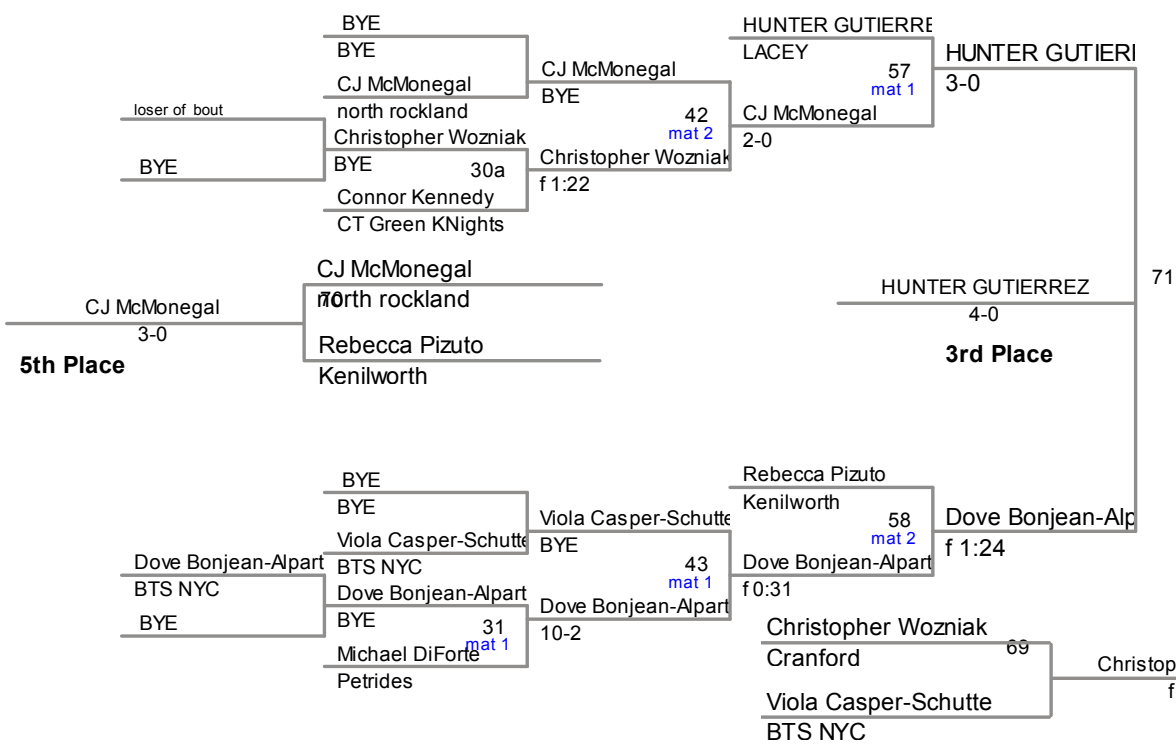 BYE
BYE
CJ McMonegal
north rockland
loser of bout
BYE
Christopher Wozniak
BYE
30a
Connor Kennedy
CT Green KNights
CJ McMonegal
BYE
42
mat 2
Christopher Wozniak
f 1:22
HUNTER GUTIERRE
LACEY
57
mat 1
CJ McMonegal
2-0
HUNTER GUTIERI
3-0
CJ McMonegal
north rockland
70
Rebecca Pizuto
Kenilworth
CJ McMonegal
3-0
5th Place
HUNTER GUTIERREZ
4-0
3rd Place
71
BYE
BYE
Viola Casper-Schutte
BTS NYC
Dove Bonjean-Alpart
BTS NYC
BYE
Dove Bonjean-Alpart
BYE
31
mat 1
Michael DiForte
Petrides
Viola Casper-Schutte
BYE
43
mat 1
Dove Bonjean-Alpart
10-2
Rebecca Pizuto
Kenilworth
58
mat 2
Dove Bonjean-Alpart
f 0:31
Dove Bonjean-Alp
f 1:24
Christopher Wozniak
Cranford
69
Viola Casper-Schutte
BTS NYC
Christop
f